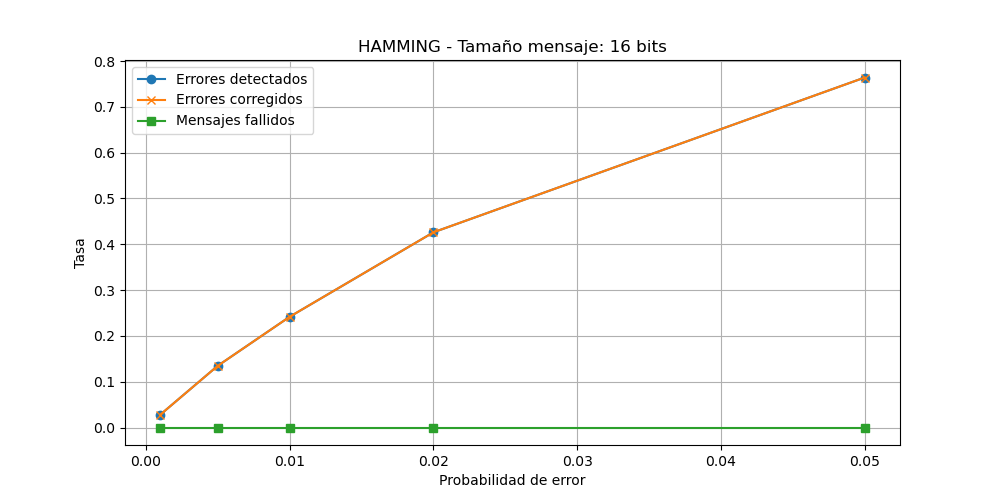 HAMMING - Tamaño mensaje: 16 bits
Errores detectados
Errores corregidos
Mensajes fallidos
Tasa
0.8
0.7
0.6
0.5
0.4
0.3
0.2
0.1
0.0
0.00 0.01 0.02 0.03 0.04 0.05
Probabilidad de error